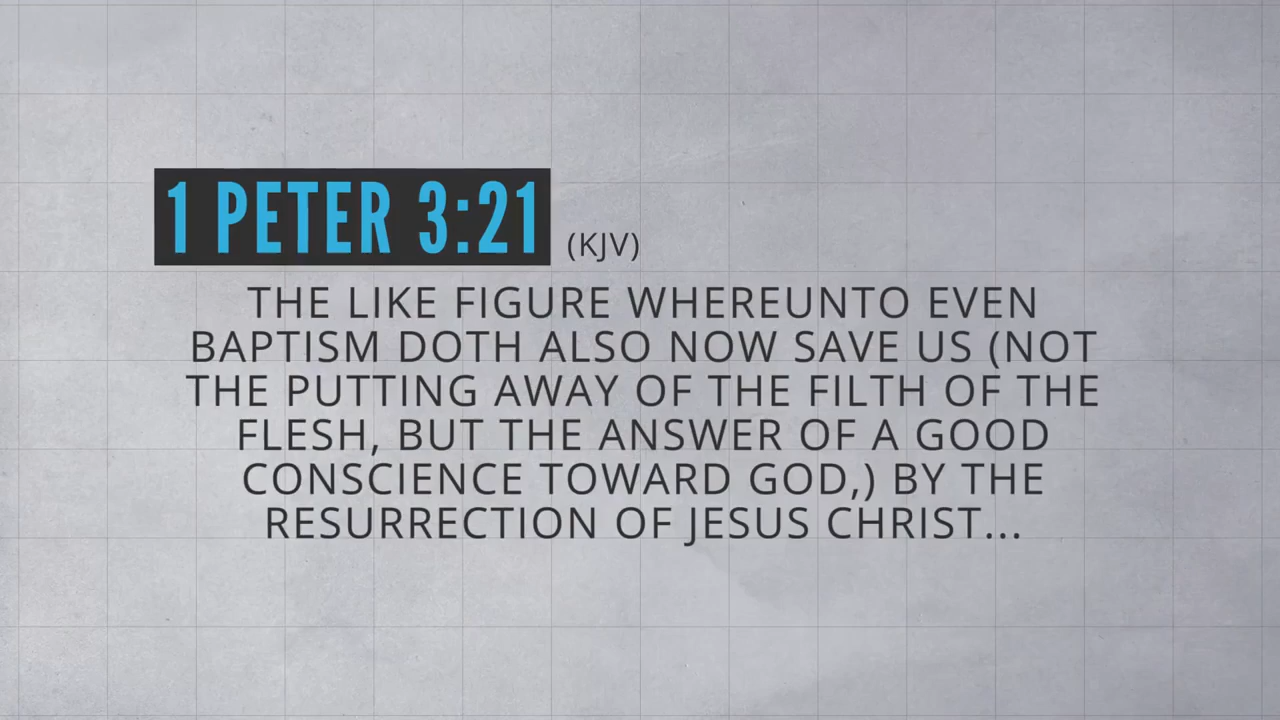 1 PETER 3:21 (KJV)
THE LIKE FIGURE WHEREUNTO EVEN
BAPTISM DOTH ALSO NOW SAVE US (NOT
THE PUTTING AWAY OF THE FILTH OF THE
FLESH, BUT THE ANSWER OF A GOOD
CONSCIENCE TOWARD GOD,) BY THE
RESURRECTION OF JESUS CHRIST...